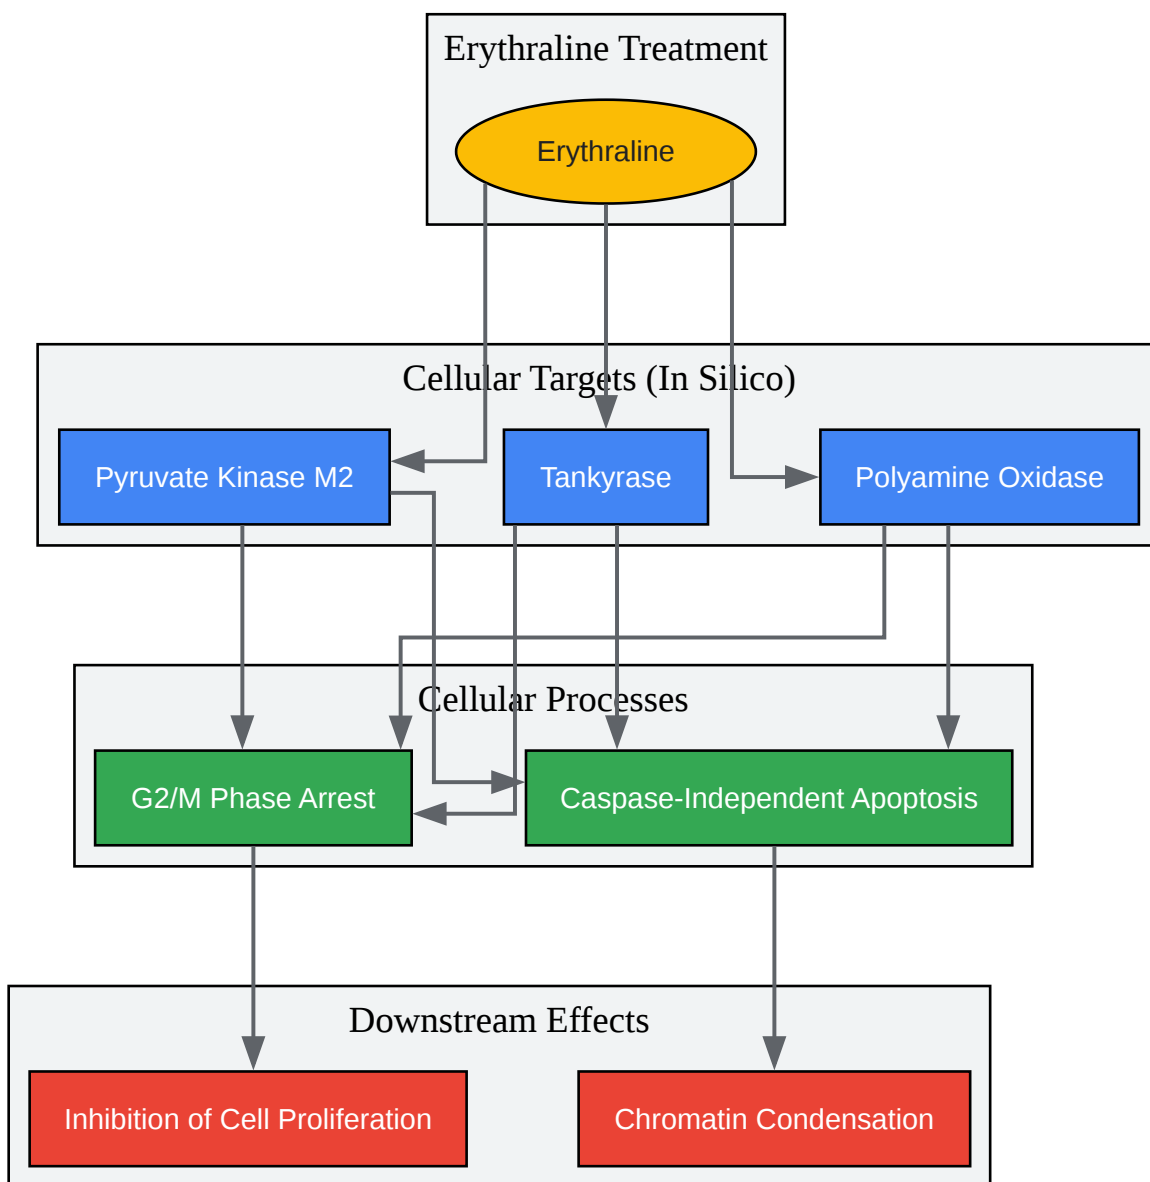 Erythraline Treatment
Erythraline
Cellular Targets (In Silico)
Pyruvate Kinase M2
Tankyrase
Polyamine Oxidase
Cellular Processes
G2/M Phase Arrest
Caspase-Independent Apoptosis
Downstream Effects
Inhibition of Cell Proliferation
Chromatin Condensation